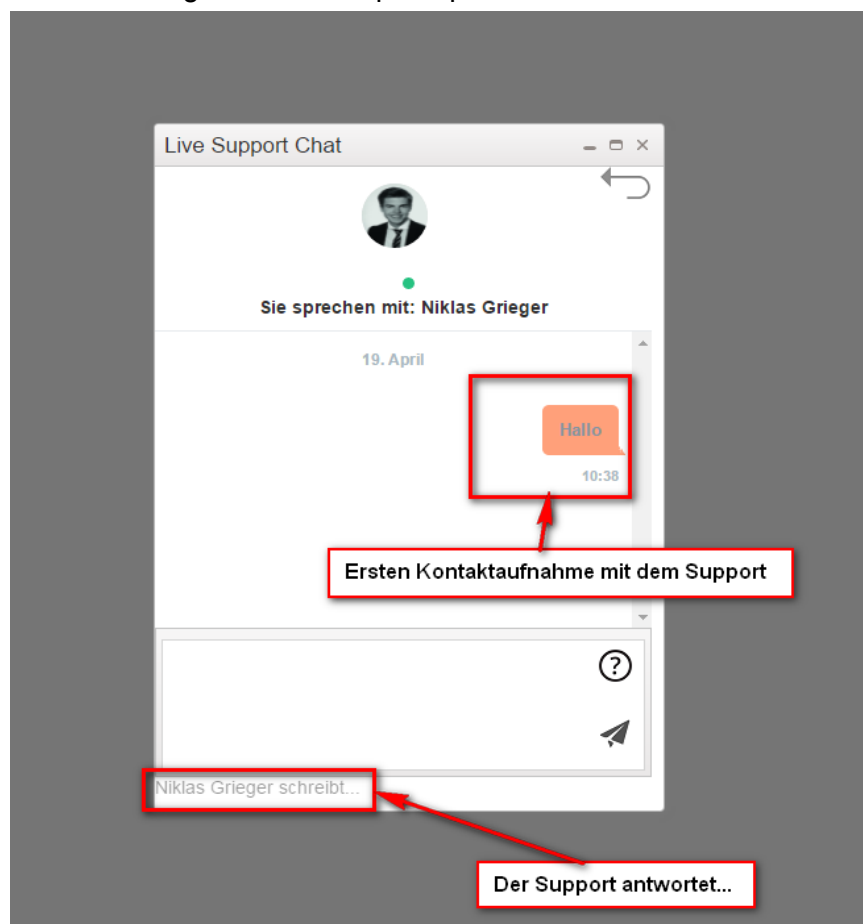 Live Support Chat
Sie sprechen mit: Niklas Grieger
19. April
Hallo
10:38
Ersten Kontaktaufnahme mit dem Support
?
Niklas Grieger schreibt...
Der Support antwortet...